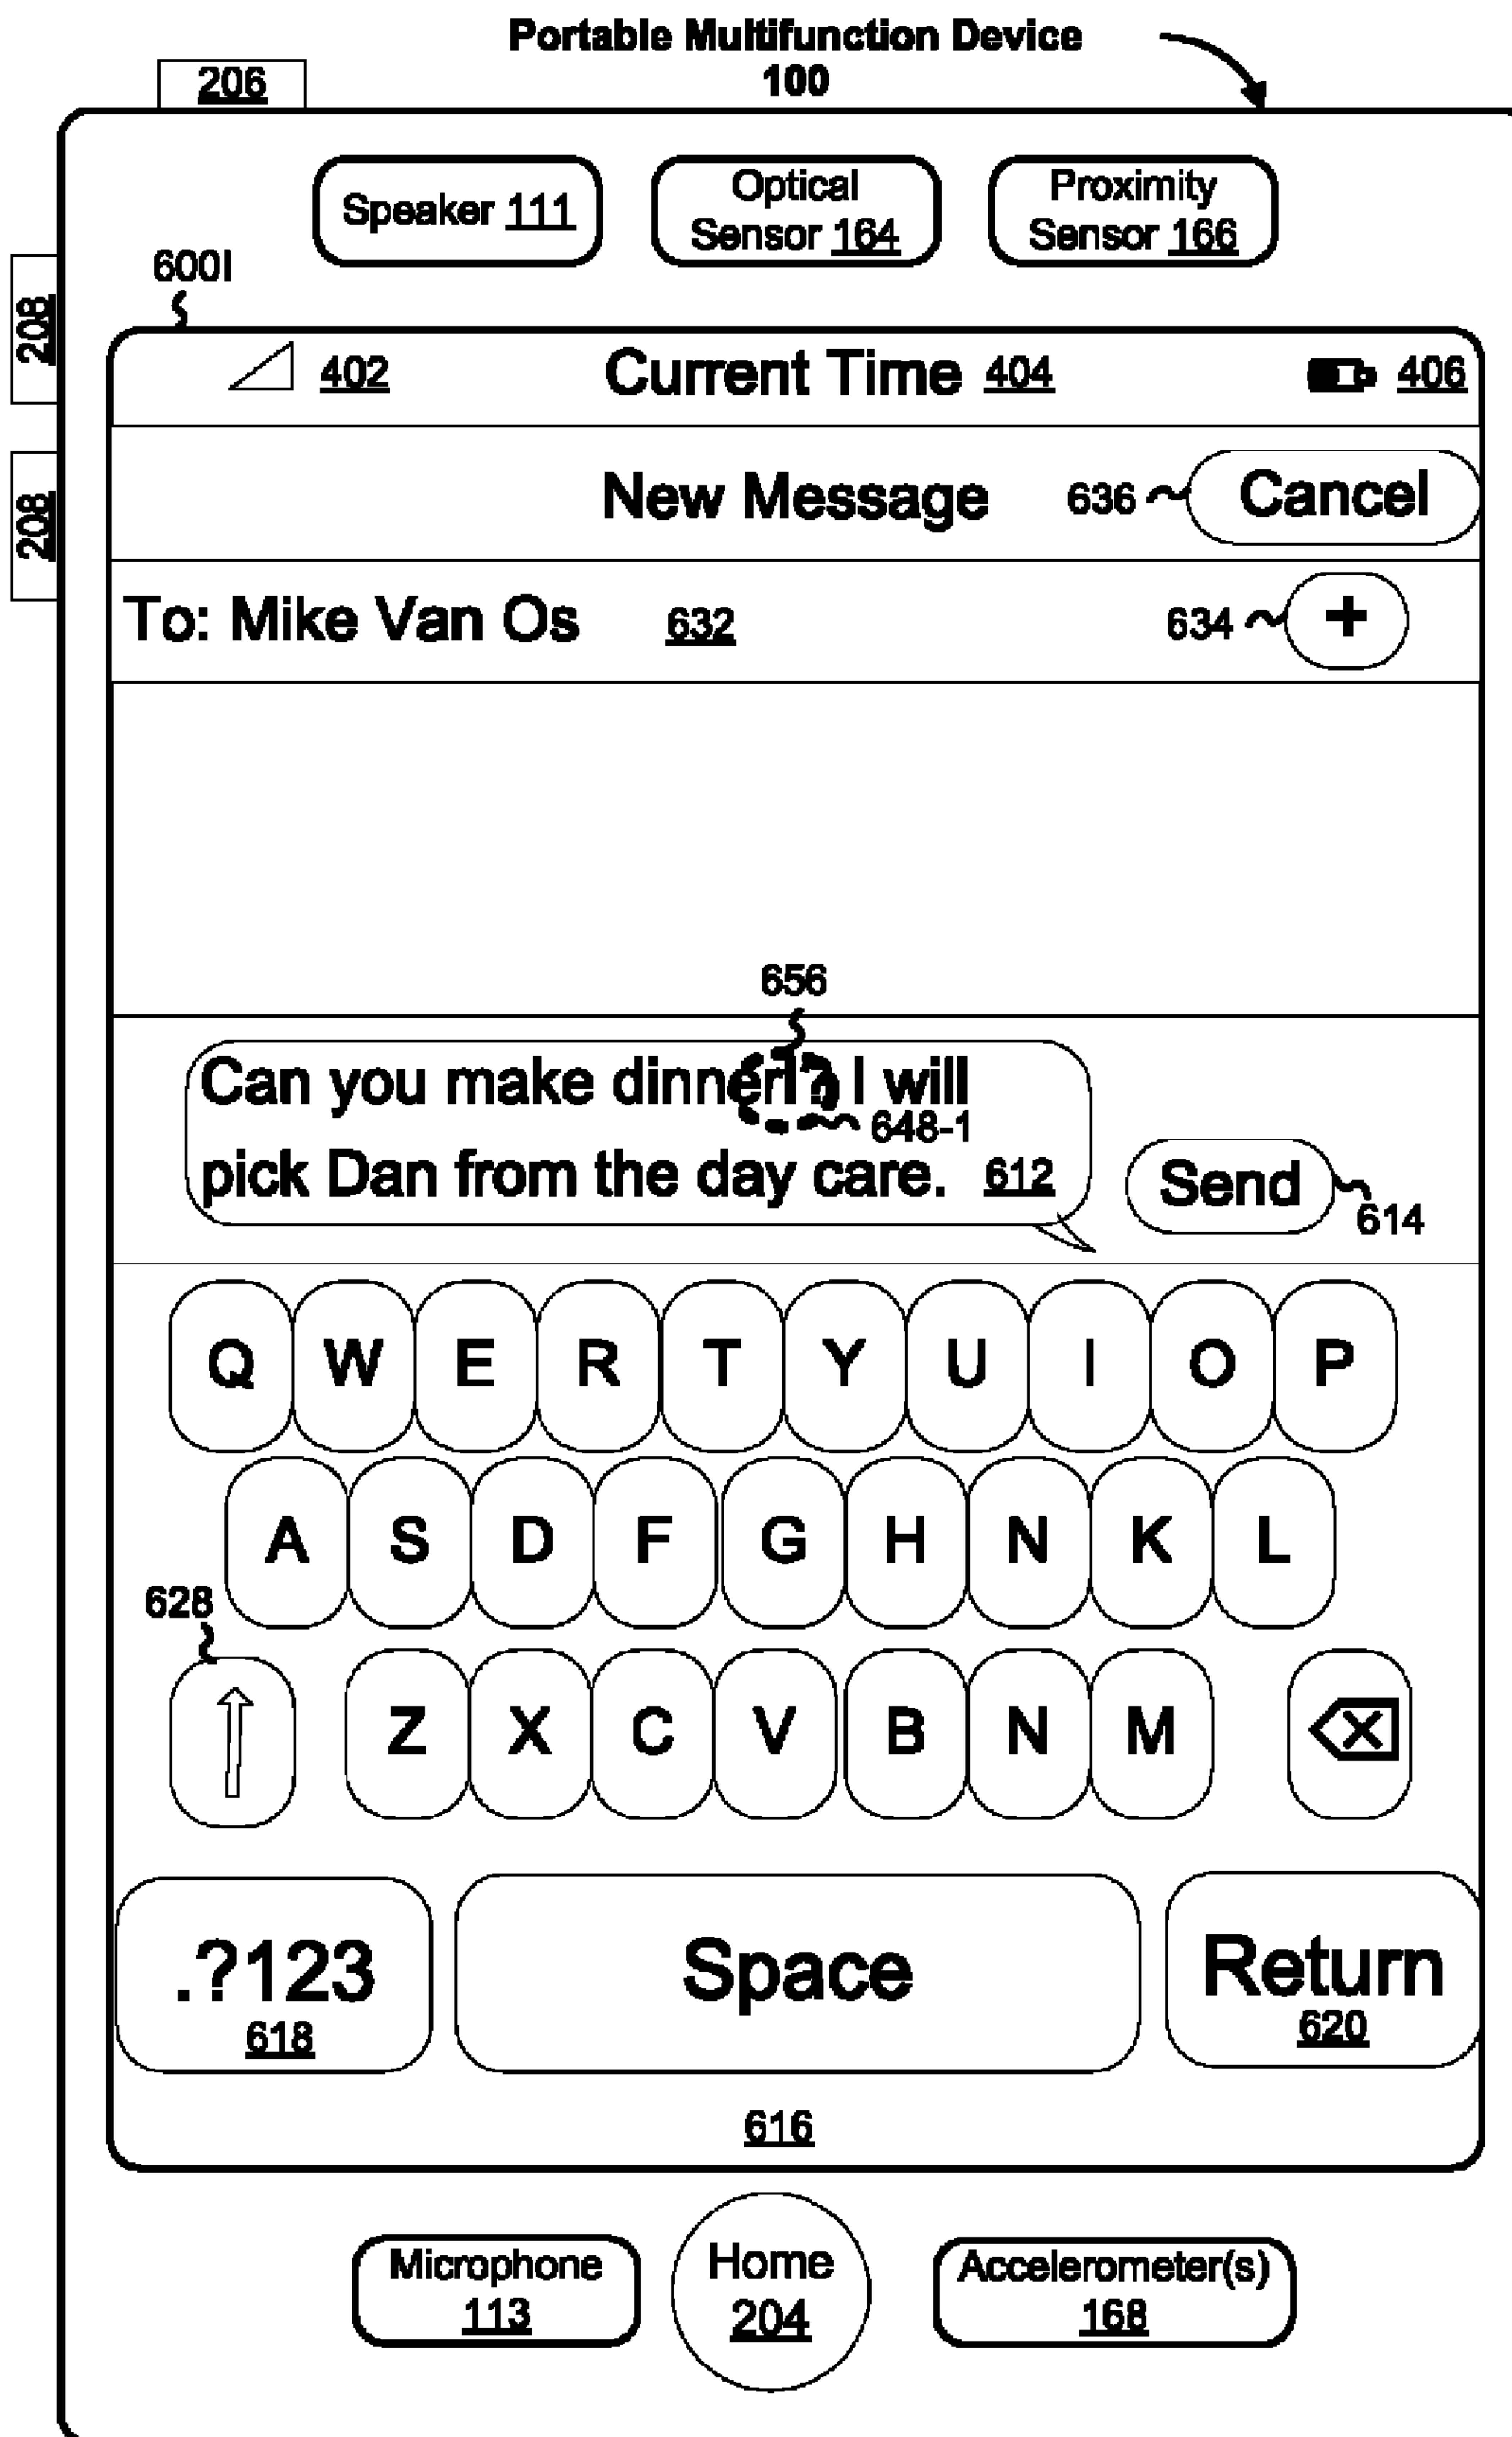 Portable Multifunction Device
100
206
Speaker 111
Optical
Sensor 164
Proximity
Sensor 166
600I
208
208
402
Current Time 404
406
New Message
636
Cancel
To: Mike Van Os
632
634
+
656
Can you make dinner? I will
648-1
pick Dan from the day care.
612
Send
614
Q W E R T Y U I O P
A S D F G H N K L
628
Z X C V B N M
.?123
618
Space
Return
620
616
Microphone
113
Home
204
Accelerometer(s)
168